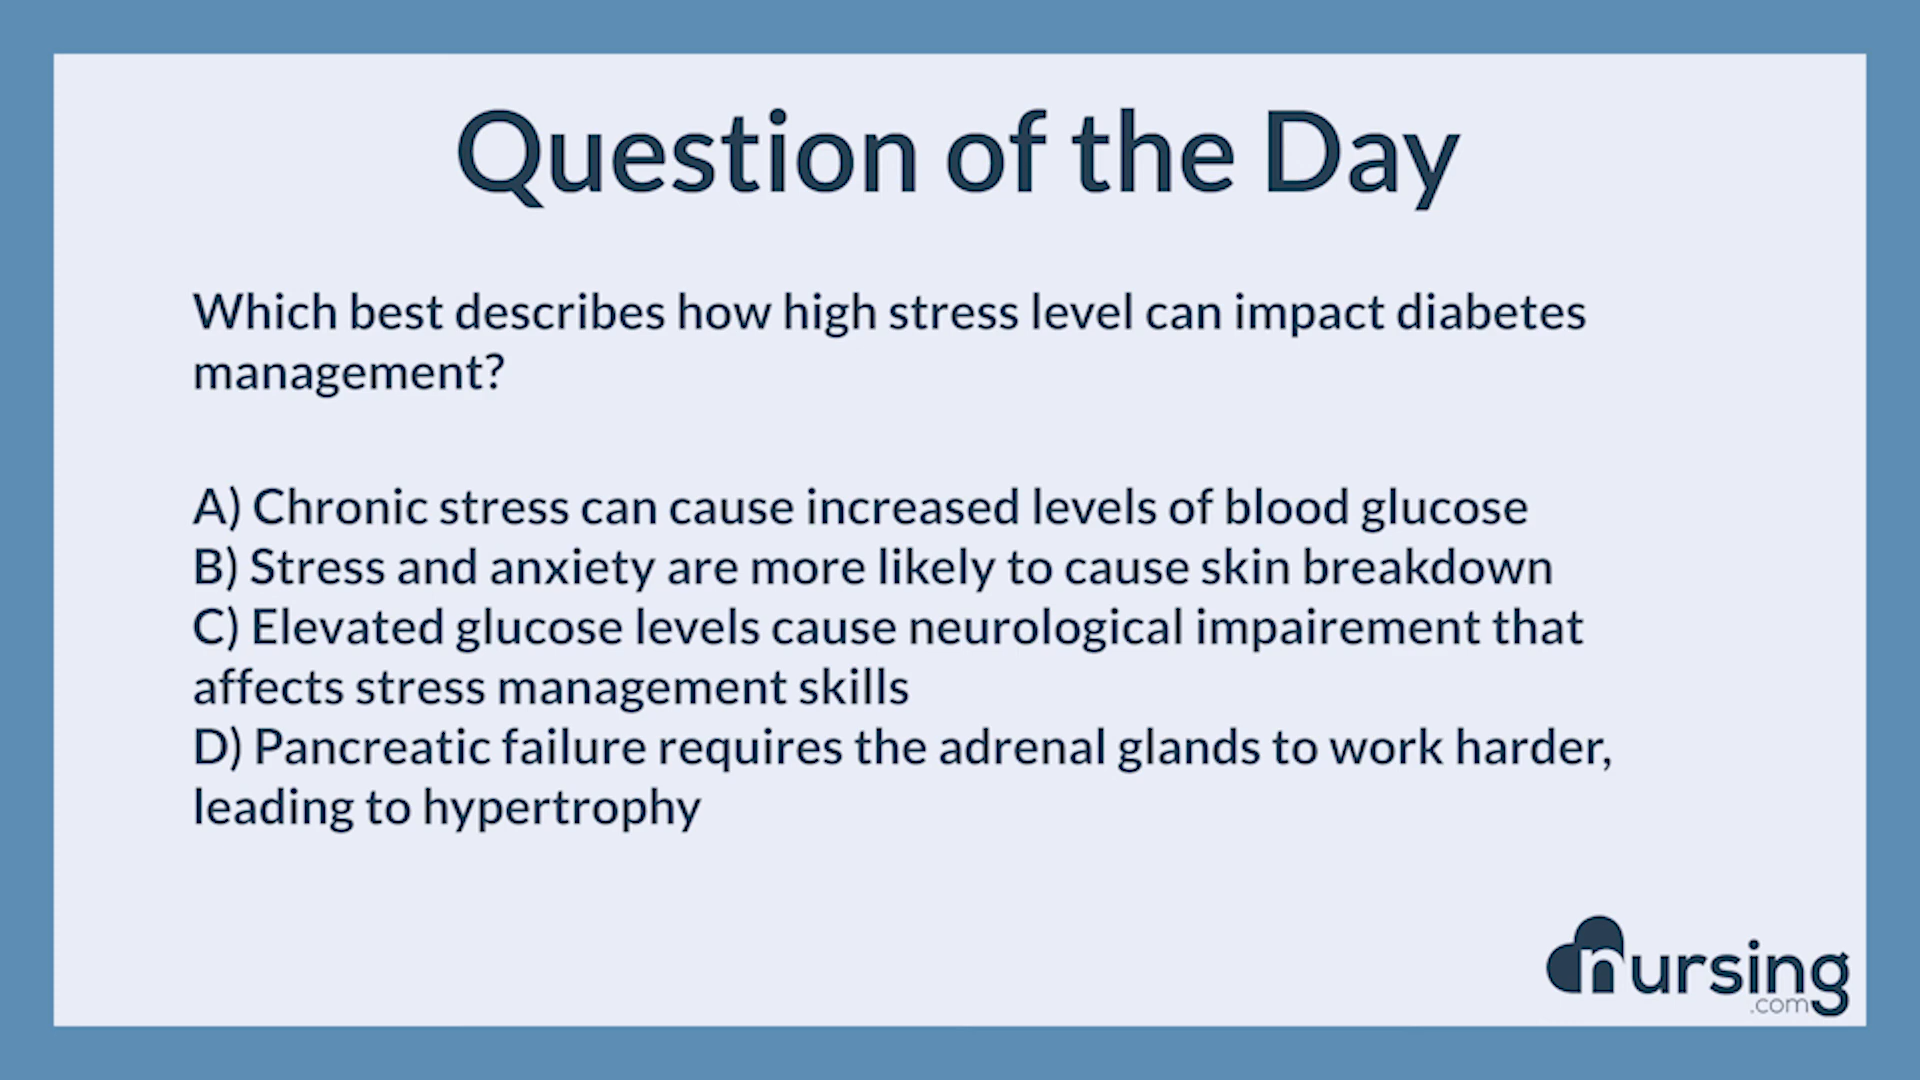 Question of the Day
Which best describes how high stress level can impact diabetes
management?
A) Chronic stress can cause increased levels of blood glucose
B) Stress and anxiety are more likely to cause skin breakdown
C) Elevated glucose levels cause neurological impairement that
affects stress management skills
D) Pancreatic failure requires the adrenal glands to work harder,
leading to hypertrophy
nursing
.com